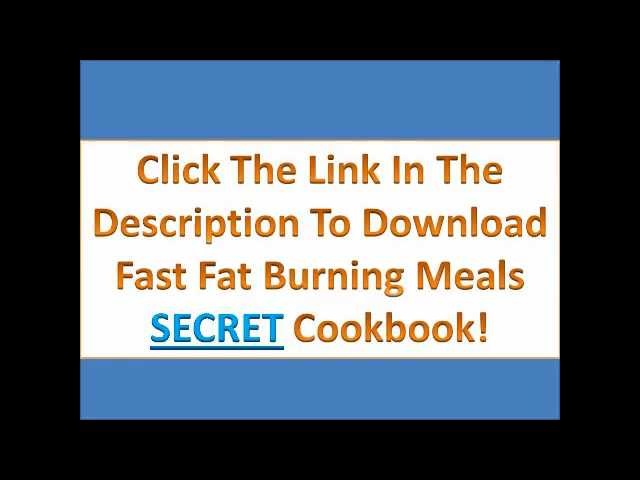 Click The Link In The
Description To Download
Fast Fat Burning Meals
SECRET Cookbook!